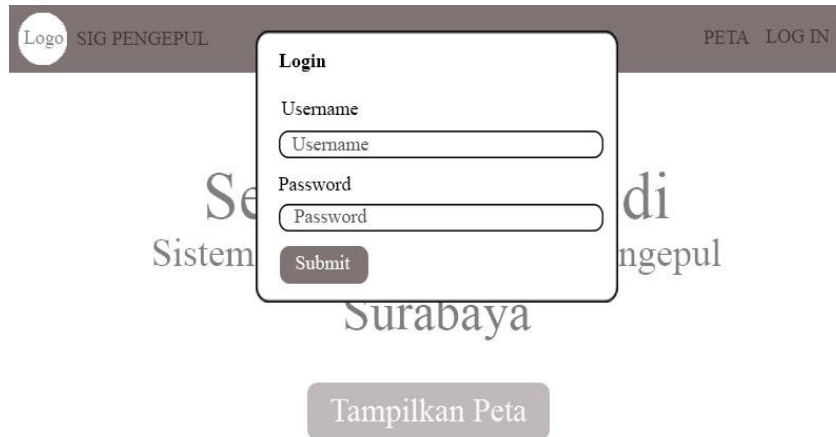 Logo SIG PENGEPUL PETA LOG IN
Login
Username
Username
Password
Password
Submit
Se di
Sistem ngepul
Surabaya
Tampilkan Peta